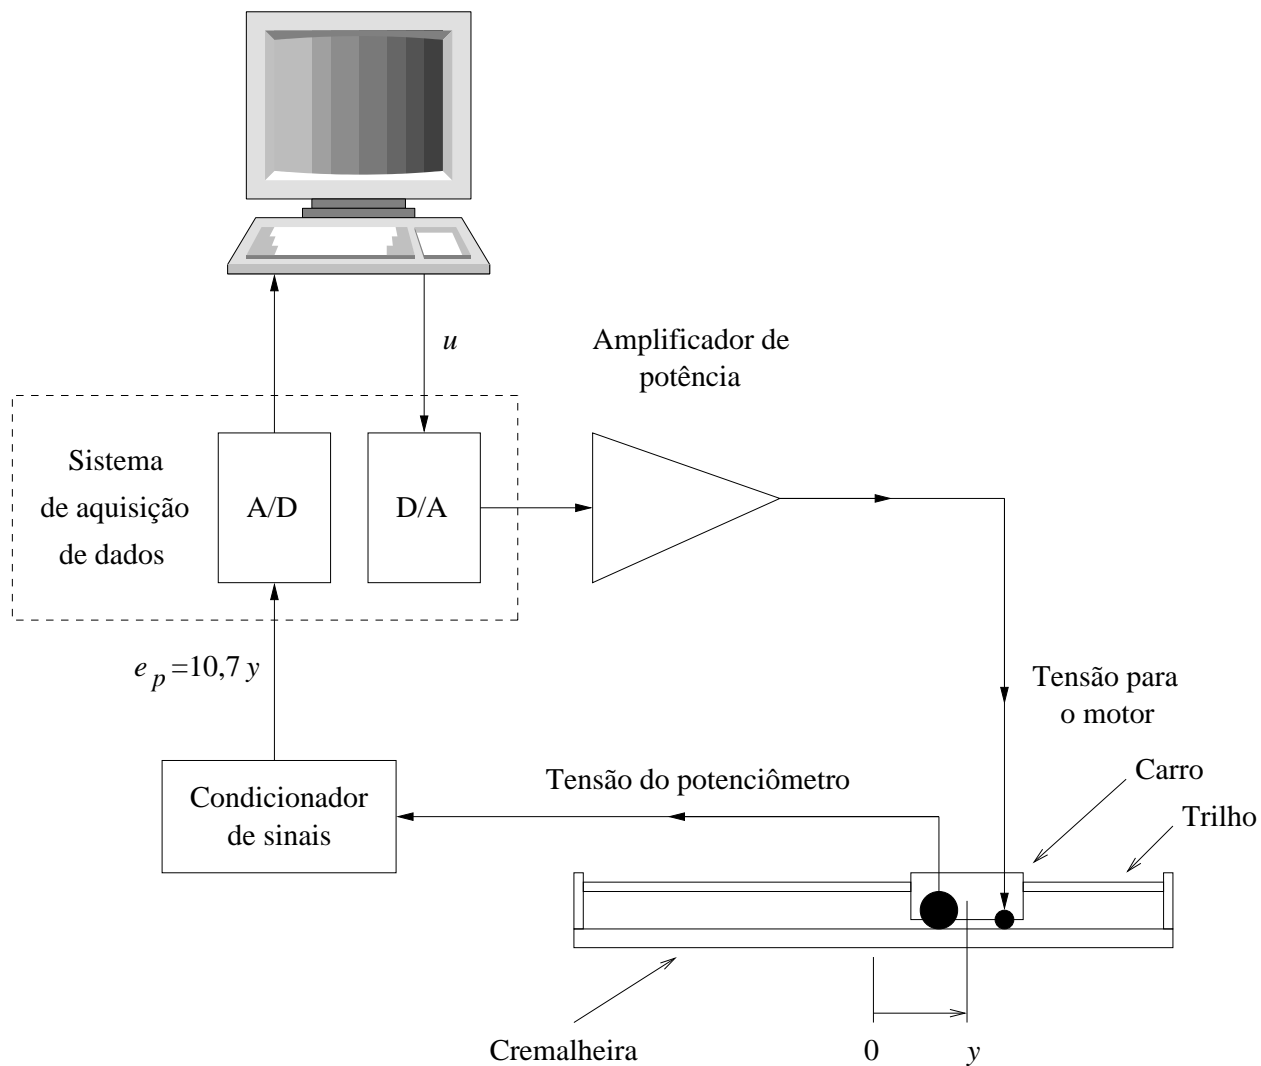 u
Amplificador de
potência
Sistema
de aquisição
de dados
A/D
D/A
e p =10,7 y
Tensão para
o motor
Condicionador
de sinais
Tensão do potenciômetro
Carro
Trilho
Cremalheira
0
y